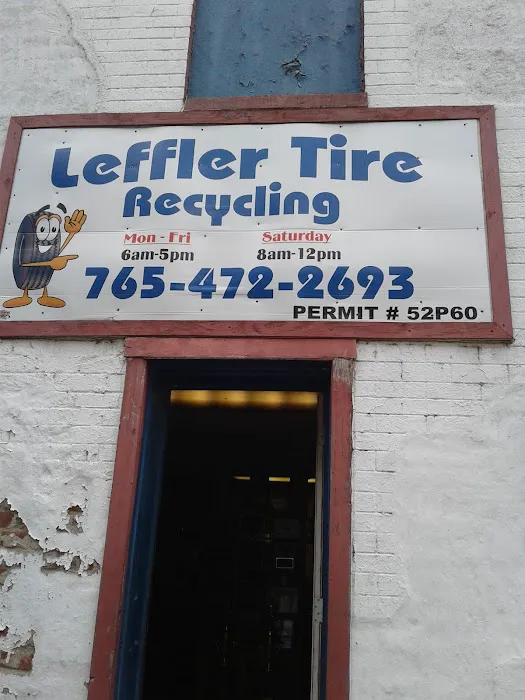 Leffler Tire
Recycling
Mon - Fri Saturday
6am-5pm 8am-12pm
765-472-2693
PERMIT # 52P60